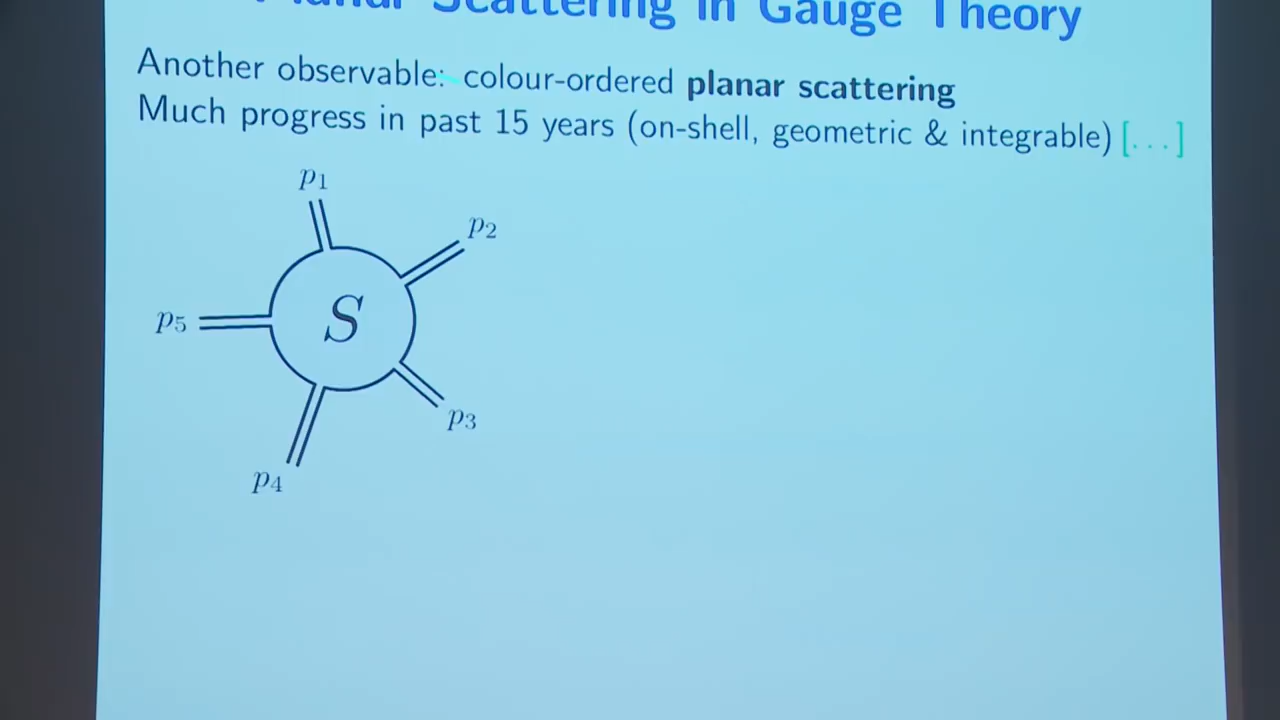 Planar Scattering in Gauge Theory
Another observable: colour-ordered planar scattering
Much progress in past 15 years (on-shell, geometric & integrable) [...]
p1
p2
p5
S
p3
p4